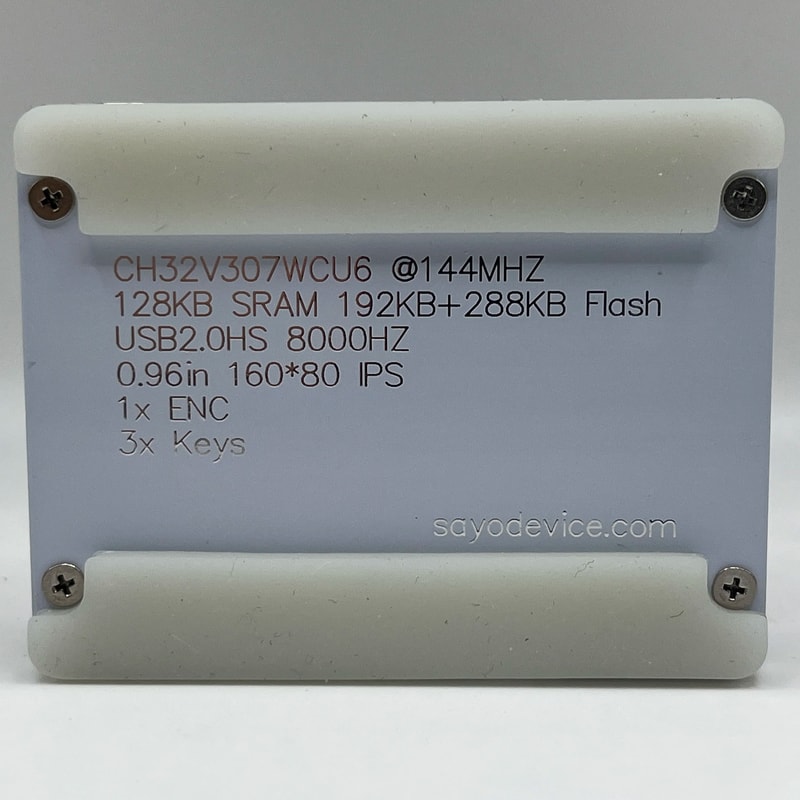 CH32V307WCU6 @144MHZ
128KB SRAM 192KB+288KB Flash
USB2.0HS 8000HZ
0.96in 160*80 IPS
1x ENC
3x Keys
sayodevice.com